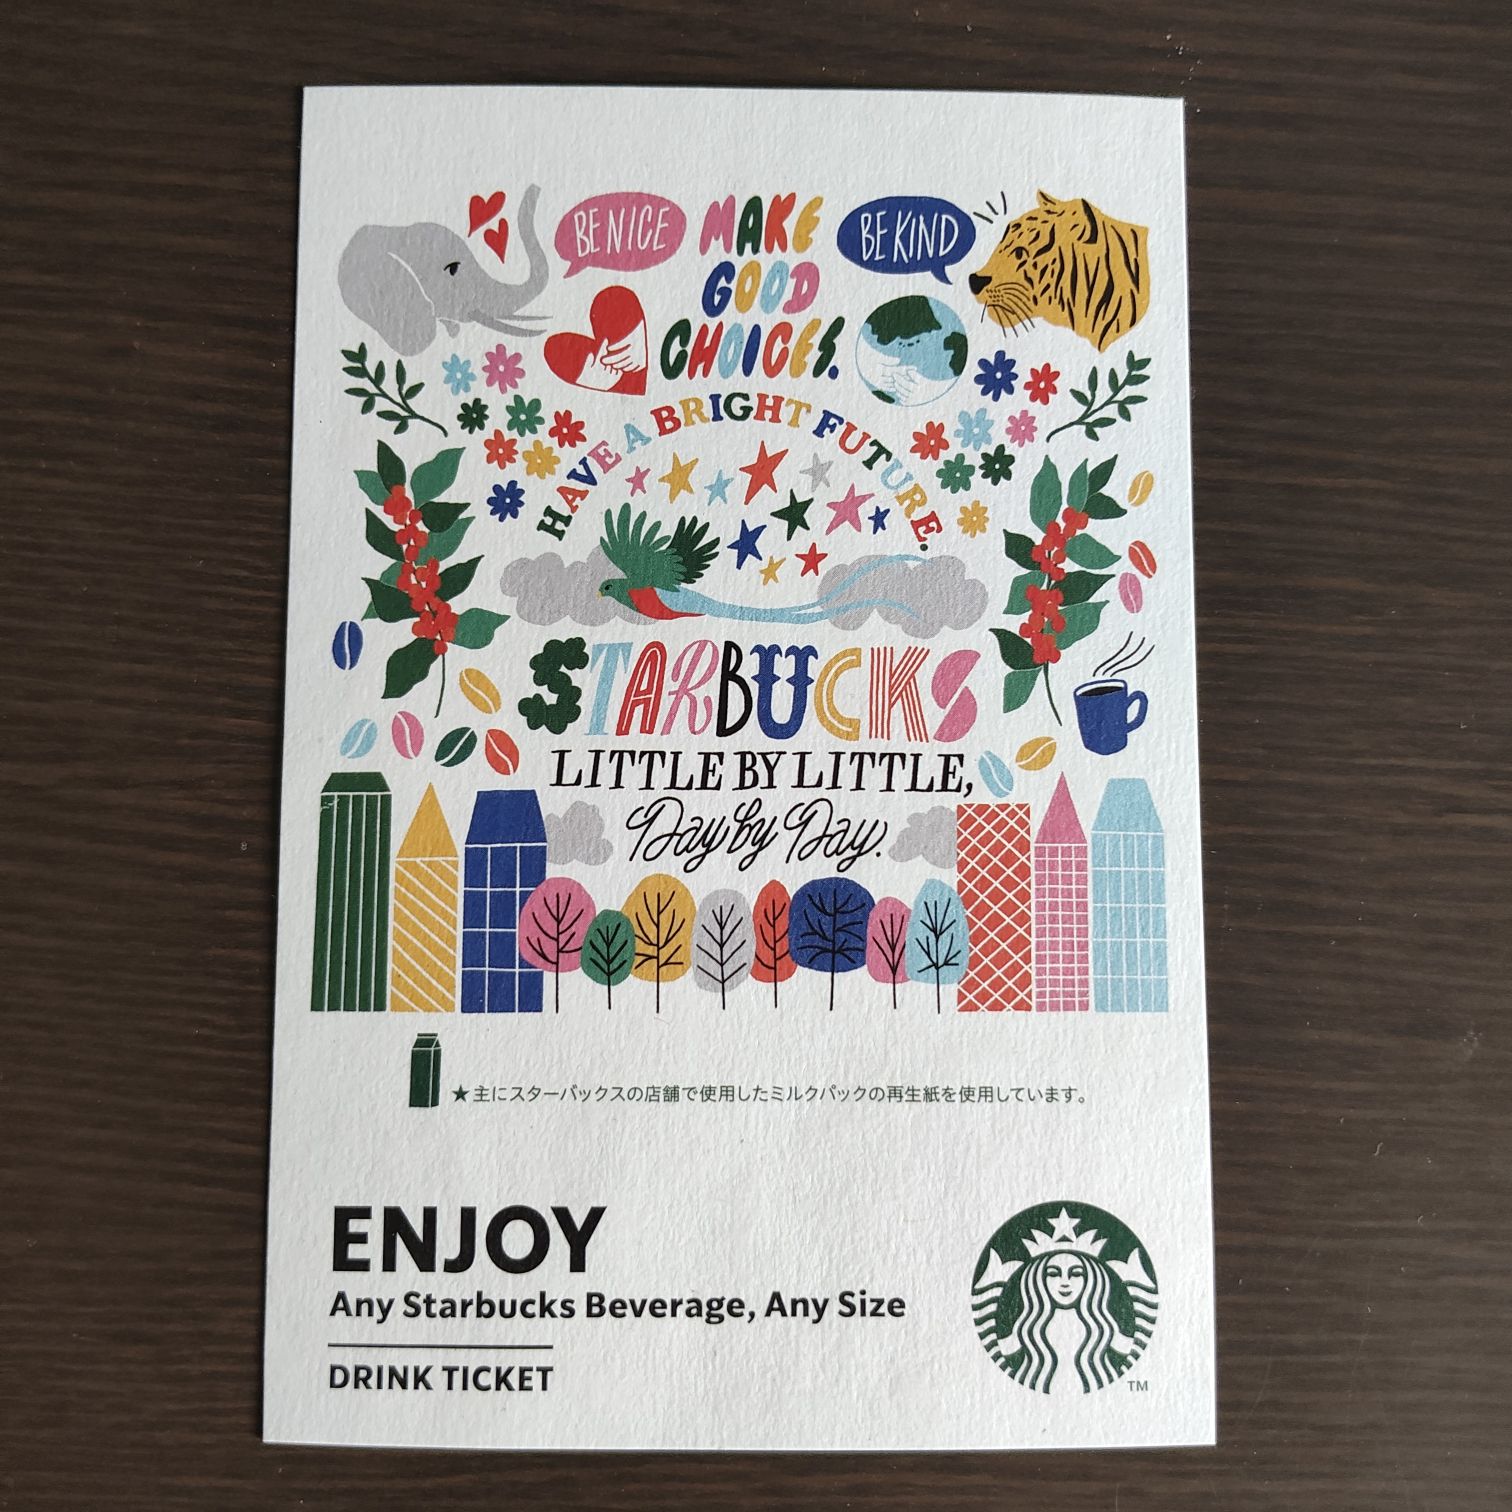 BE NICE
MAKE
GOOD
CHOICES.
BE KIND
HAVE A BRIGHT FUTURE.
STARBUCKS
LITTLE BY LITTLE,
Day by Day.
★主にスターバックスの店舗で使用したミルクパックの再生紙を使用しています。
ENJOY
Any Starbucks Beverage, Any Size
DRINK TICKET
TM